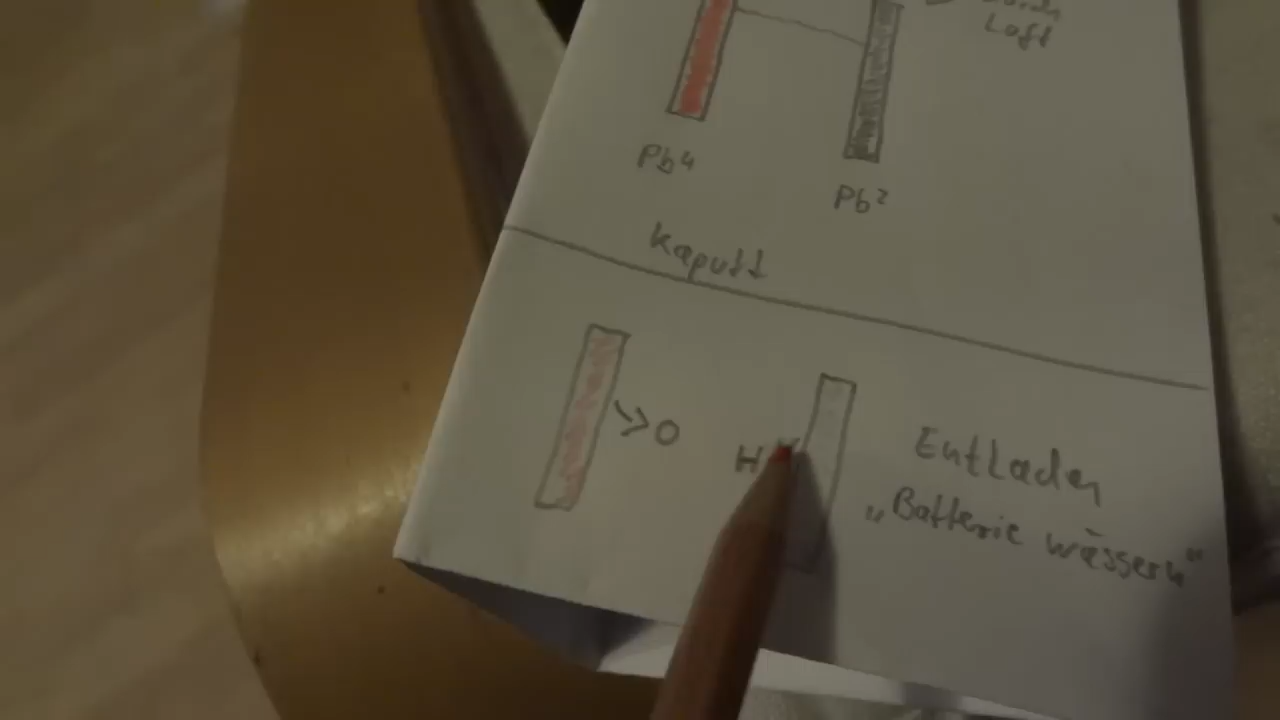 Luft
Pb4
Pb2
Kaputt
O
H
Entladen
„Batterie wässern"